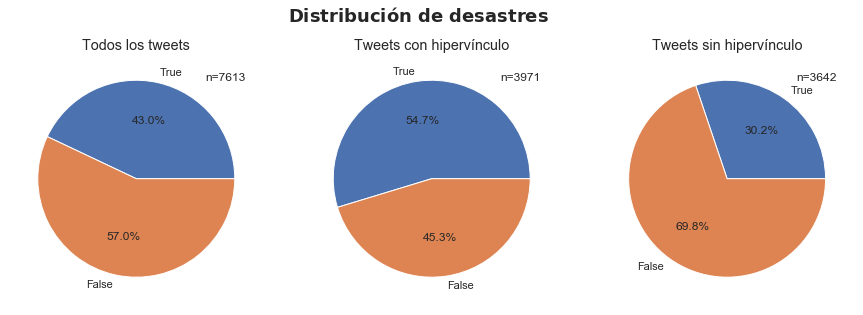 Distribución de desastres
Todos los tweets
True
n=7613
43.0%
57.0%
False
Tweets con hipervínculo
True
n=3971
54.7%
45.3%
False
Tweets sin hipervínculo
n=3642
True
30.2%
69.8%
False